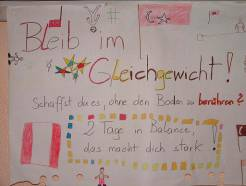 Bleib im
Gleichgewicht!
Schaffst du es, ohne den Boden zu berühren?
"2 Tage in Balance,
das macht dich stark!